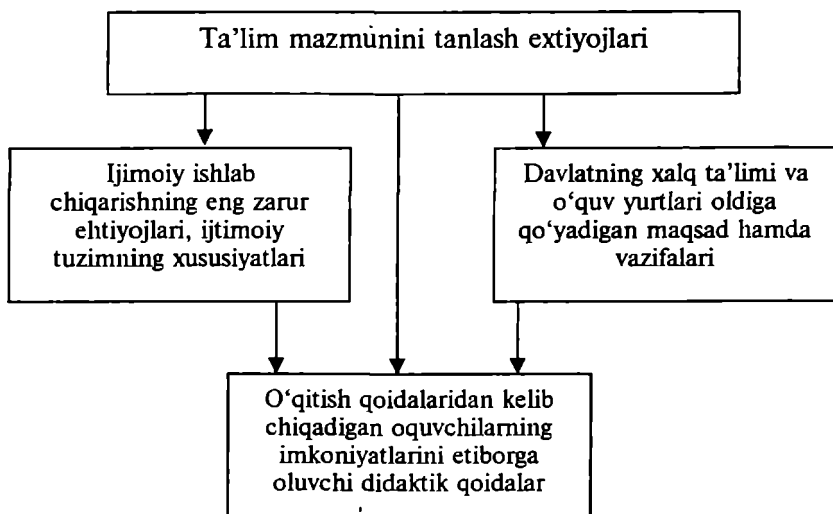 Ta’lim mazmunini tanlash extiyojlari
Ijimoiy ishlab
chiqarishning eng zarur
ehtiyojlari, ijtimoiy
tuzimning xususiyatlari
Davlatning xalq ta’limi va
o‘quv yurtlari oldiga
qo‘yadigan maqsad hamda
vazifalari
O‘qitish qoidalaridan kelib
chiqadigan oquvchilarning
imkoniyatlarini etiborga
oluvchi didaktik qoidalar